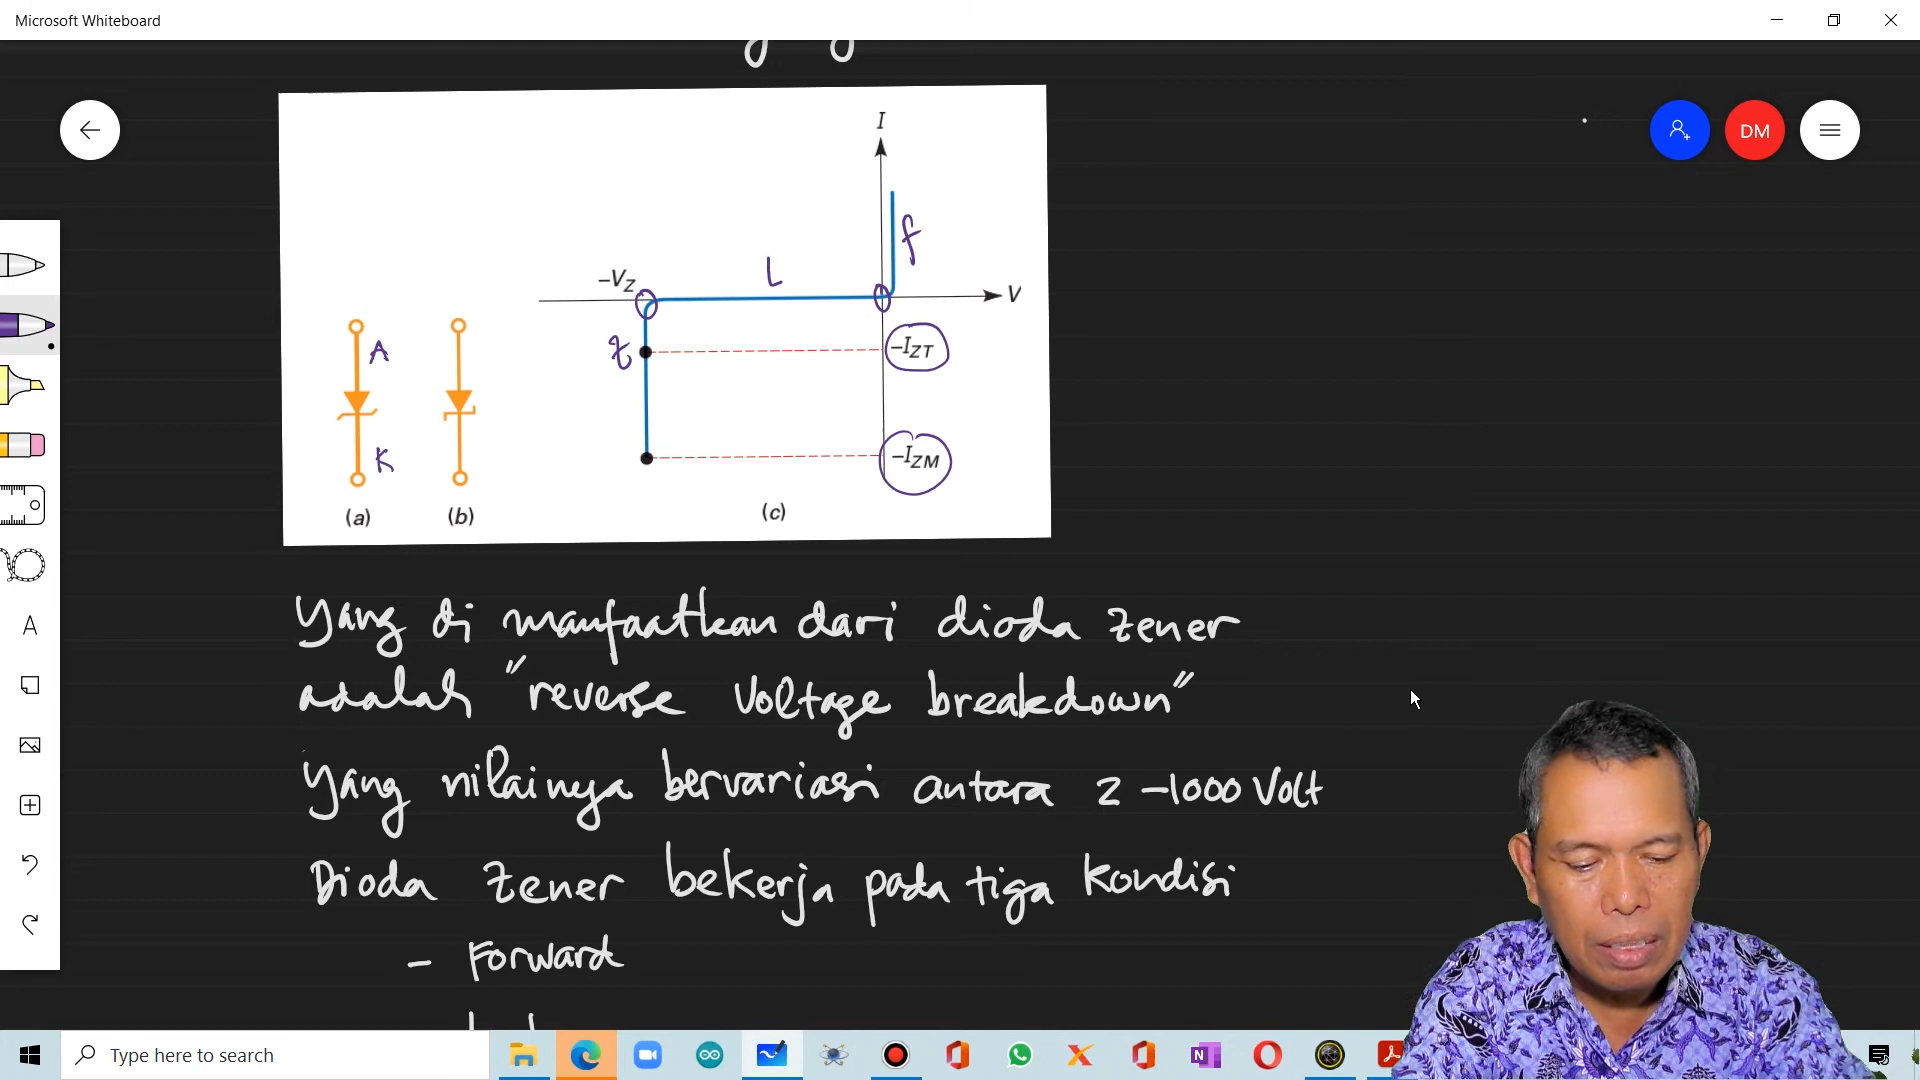 Microsoft Whiteboard
DM
I
f
L
-VZ
V
A
z
-IZT
K
-IZM
(a)
(b)
(c)
Yang di manfaatkan dari dioda zener
adalah "reverse Voltage breakdown"
Yang nilainya bervariasi antara 2 -1000 Volt
Dioda Zener bekerja pada tiga Kondisi
- Forward
A
Type here to search